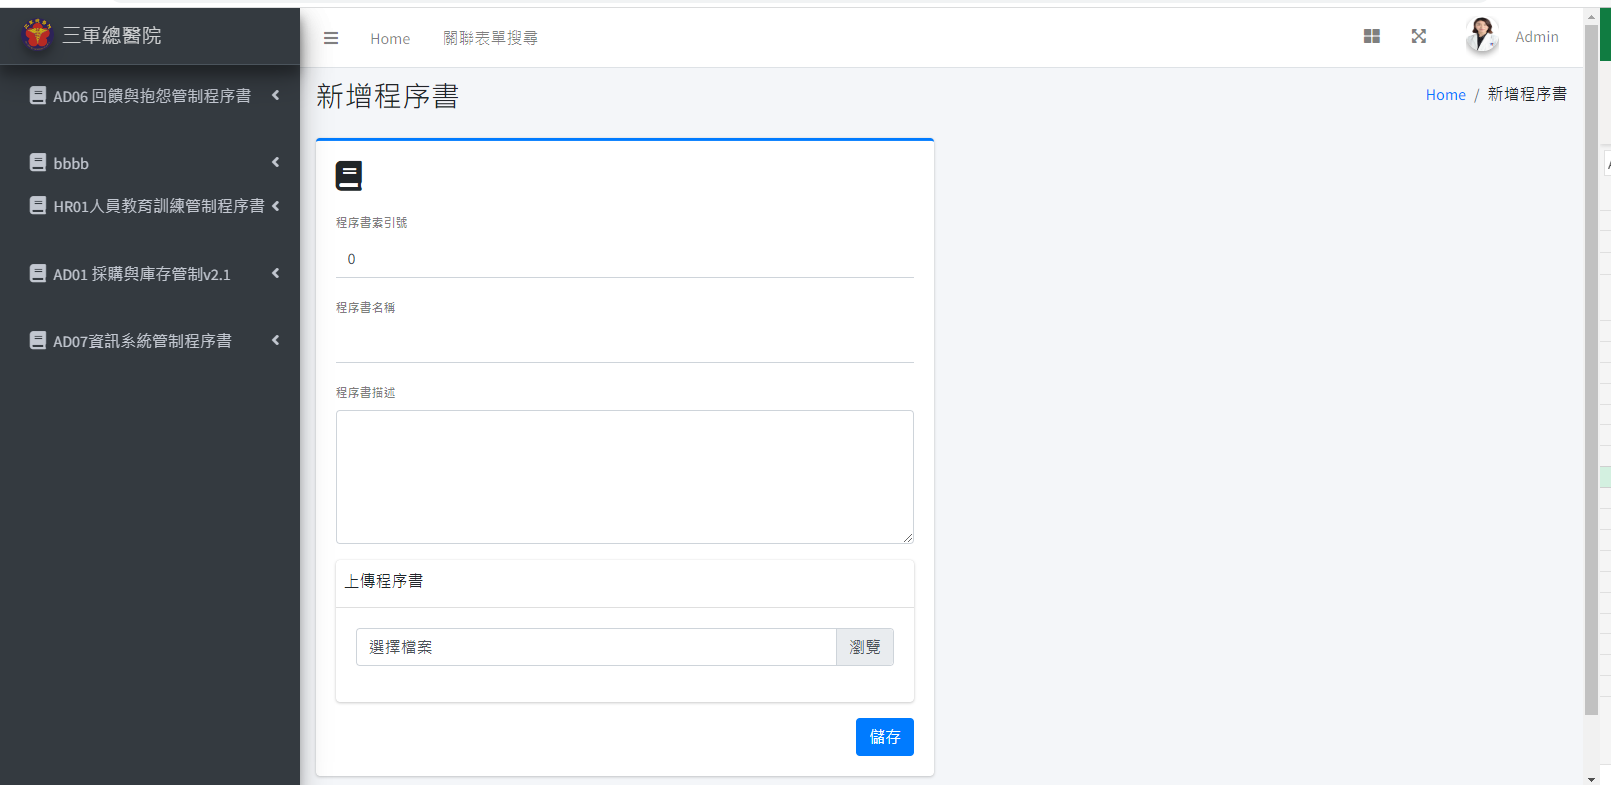 三軍總醫院
Home
關聯表單搜尋
Admin
AD06 回饋與抱怨管制程序書
bbbb
HR01人員教育訓練管制程序書
AD01 採購與庫存管制v2.1
AD07資訊系統管制程序書
新增程序書
Home / 新增程序書
程序書索引號
0
程序書名稱
程序書描述
上傳程序書
選擇檔案
瀏覽
儲存